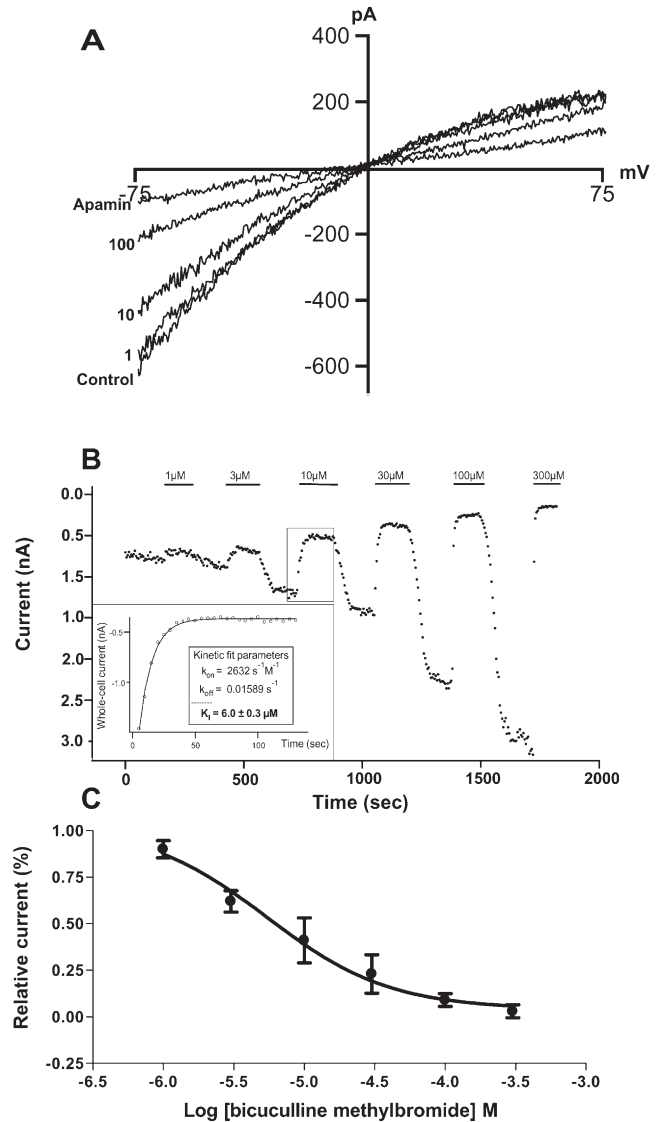 A
pA
400
200
-200
-400
-600
-75
75
mV
Apamin
100
10
1
Control
B
1µM 3µM 10µM 30µM 100µM 300µM
Current (nA)
0.0
0.5
1.5
1.0
2.0
2.5
3.0
0 500 1000 1500 2000
Time (sec)
Whole-cell current (nA)
-0.5
-1.0
0 50 100
Time (sec)
Kinetic fit parameters
kon = 2632 s-1M-1
koff = 0.01589 s-1
Ki = 6.0 ± 0.3 µM
C
Relative current (%)
1.00
0.75
0.50
0.25
0.00
-0.25
-6.5 -6.0 -5.5 -5.0 -4.5 -4.0 -3.5 -3.0
Log [bicuculline methylbromide] M